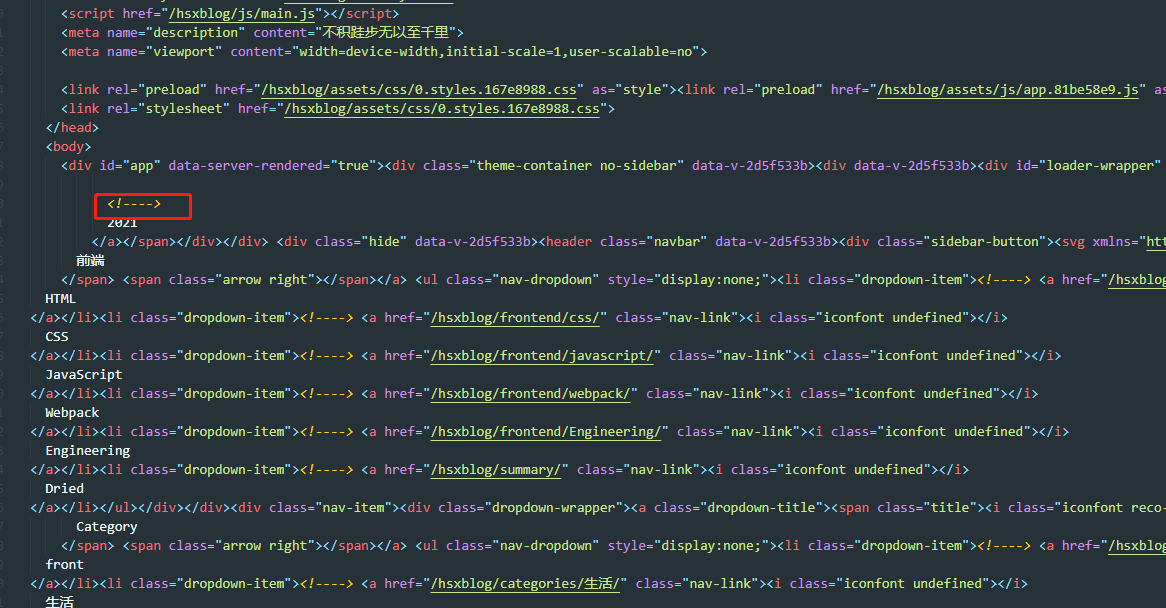 <script href="/hsxblog/js/main.js"></script>
<meta name="description" content="不积跬步无以至千里">
<meta name="viewport" content="width=device-width,initial-scale=1,user-scalable=no">
<link rel="preload" href="/hsxblog/assets/css/0.styles.167e8988.css" as="style"><link rel="preload" href="/hsxblog/assets/js/app.81be58e9.js" as
<link rel="stylesheet" href="/hsxblog/assets/css/0.styles.167e8988.css">
</head>
<body>
<div id="app" data-server-rendered="true"><div class="theme-container no-sidebar" data-v-2d5f533b><div data-v-2d5f533b><div id="loader-wrapper"
<!---->
2021
</a></span></div></div> <div class="hide" data-v-2d5f533b><header class="navbar" data-v-2d5f533b><div class="sidebar-button"><svg xmlns="htt
前端
</span> <span class="arrow right"></span></a> <ul class="nav-dropdown" style="display:none;"><li class="dropdown-item"><!----> <a href="/hsxblog
HTML
</a></li><li class="dropdown-item"><!----> <a href="/hsxblog/frontend/css/" class="nav-link"><i class="iconfont undefined"></i>
CSS
</a></li><li class="dropdown-item"><!----> <a href="/hsxblog/frontend/javascript/" class="nav-link"><i class="iconfont undefined"></i>
JavaScript
</a></li><li class="dropdown-item"><!----> <a href="/hsxblog/frontend/webpack/" class="nav-link"><i class="iconfont undefined"></i>
Webpack
</a></li><li class="dropdown-item"><!----> <a href="/hsxblog/frontend/Engineering/" class="nav-link"><i class="iconfont undefined"></i>
Engineering
</a></li><li class="dropdown-item"><!----> <a href="/hsxblog/summary/" class="nav-link"><i class="iconfont undefined"></i>
Dried
</a></li></ul></div></div><div class="nav-item"><div class="dropdown-wrapper"><a class="dropdown-title"><span class="title"><i class="iconfont reco-
Category
</span> <span class="arrow right"></span></a> <ul class="nav-dropdown" style="display:none;"><li class="dropdown-item"><!----> <a href="/hsxblog
front
</a></li><li class="dropdown-item"><!----> <a href="/hsxblog/categories/生活/" class="nav-link"><i class="iconfont undefined"></i>
生活